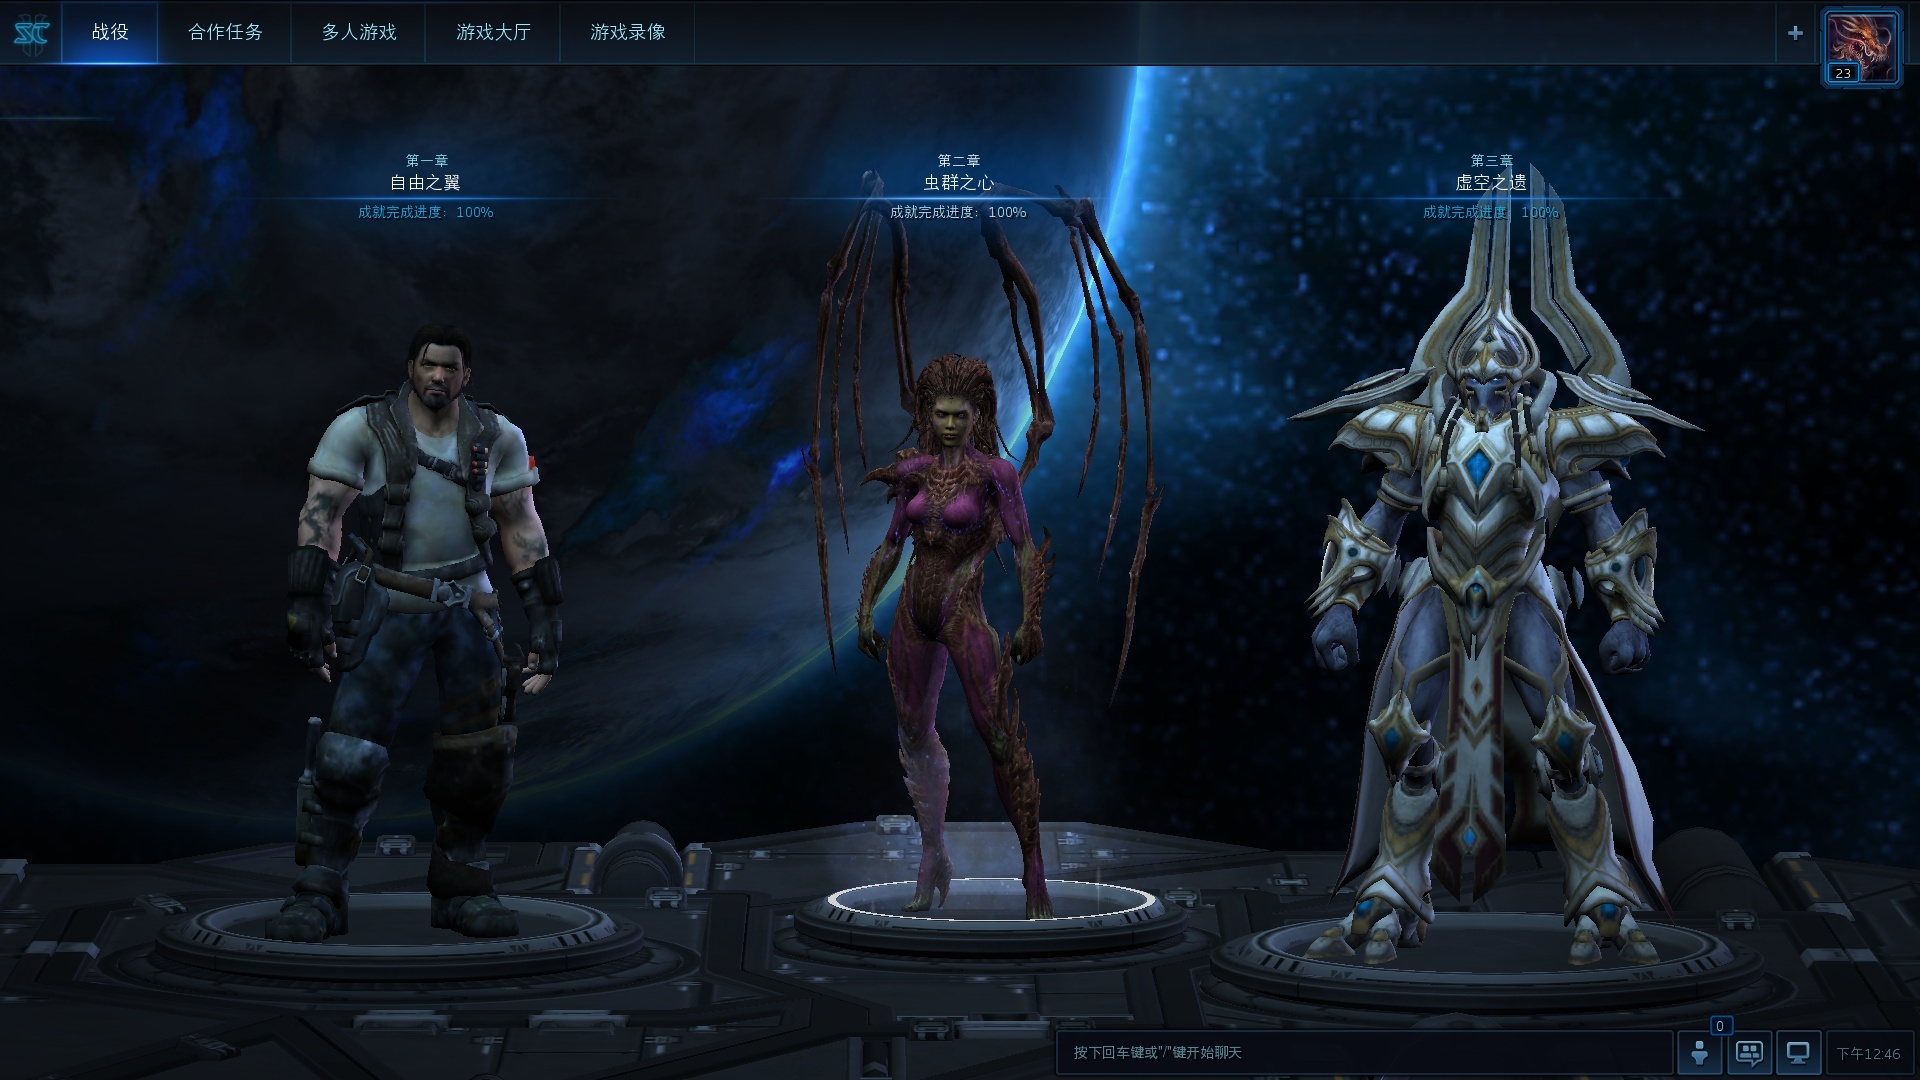 战役
合作任务
多人游戏
游戏大厅
游戏录像
23
第一章
自由之翼
成就完成进度：100%
第二章
虫群之心
成就完成进度：100%
第三章
虚空之遗
成就完成进度：100%
0
按下回车键或"/"键开始聊天
下午12:46